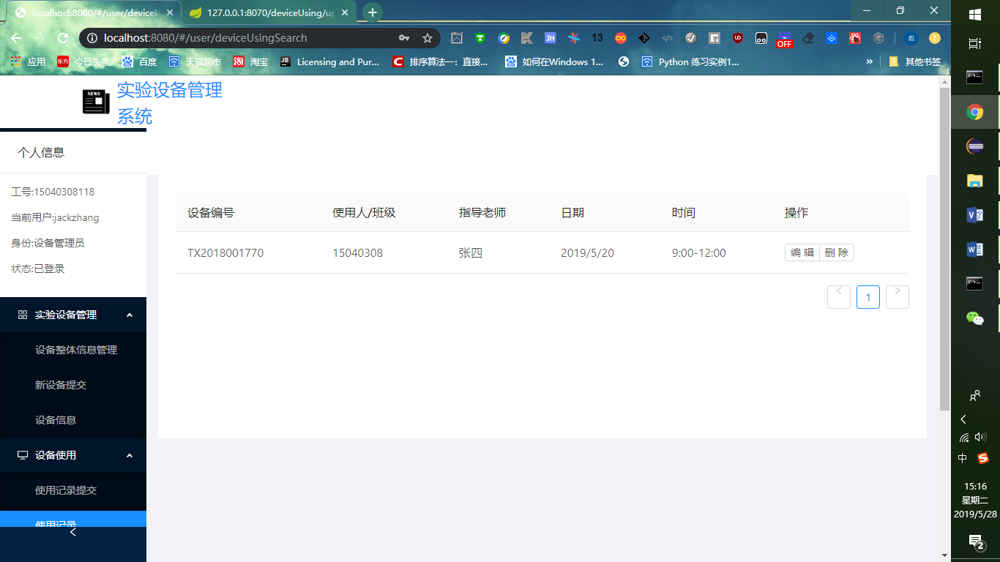 localhost:8080/#/user/deviceU
127.0.0.1:8070/deviceUsing/up
localhost:8080/#/user/deviceUsingSearch
13
OFF
应用
今日头条
百度
天猫超市
淘宝
Licensing and Pur...
排序算法一：直接...
如何在Windows 1...
Python 练习实例1...
»
其他书签
NEWS
实验设备管理
系统
个人信息
工号:15040308118
当前用户:jackzhang
身份:设备管理员
状态:已登录
实验设备管理
设备整体信息管理
新设备提交
设备信息
设备使用
使用记录提交
使用记录
设备编号 使用人/班级 指导老师 日期 时间 操作
TX2018001770 15040308 张四 2019/5/20 9:00-12:00 编 辑 删 除
< 1 >
中
15:16
星期二
2019/5/28
2